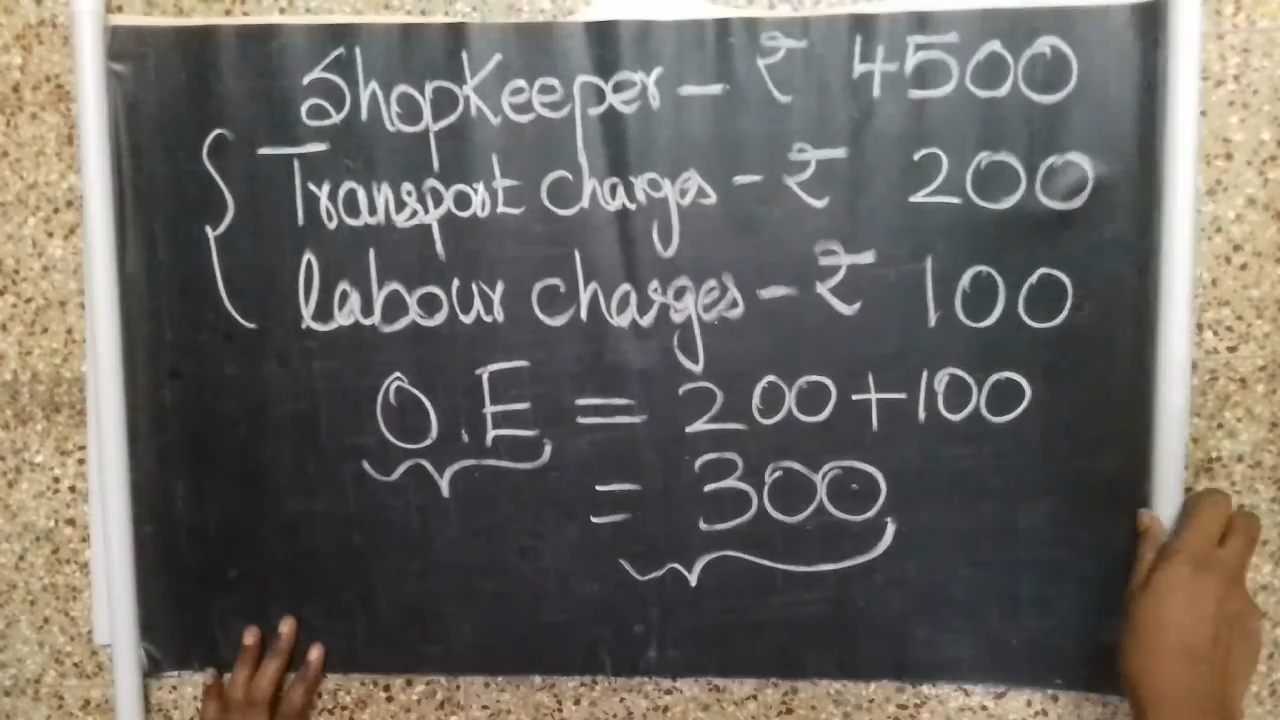 ShopKeeper - ₹ 4500
Transport charges - ₹ 200
labour charges - ₹ 100
O.E = 200+100
= 300